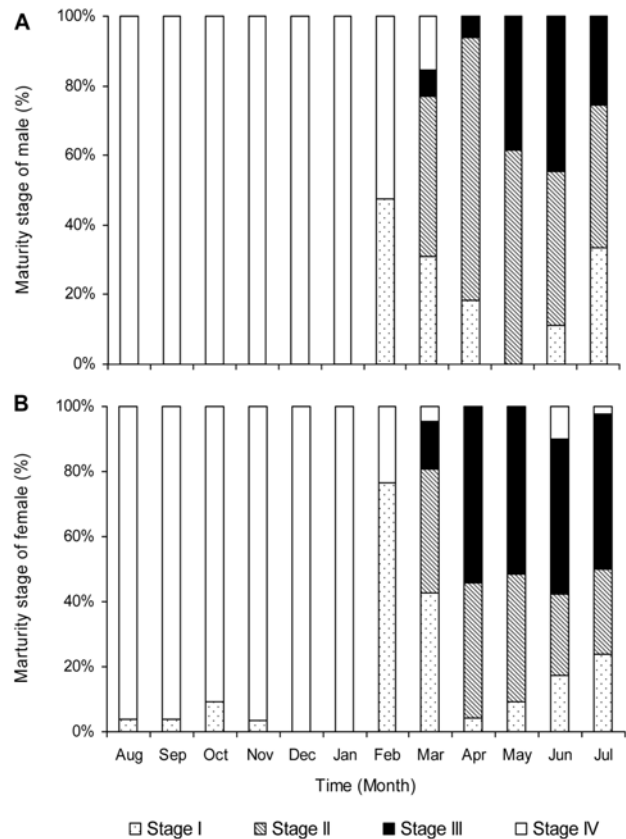 A
Maturity stage of male (%)
100%
80%
60%
40%
20%
0%
B
Marturity stage of female (%)
100%
80%
60%
40%
20%
0%
Aug Sep Oct Nov Dec Jan Feb Mar Apr May Jun Jul
Time (Month)
Stage I Stage II Stage III Stage IV